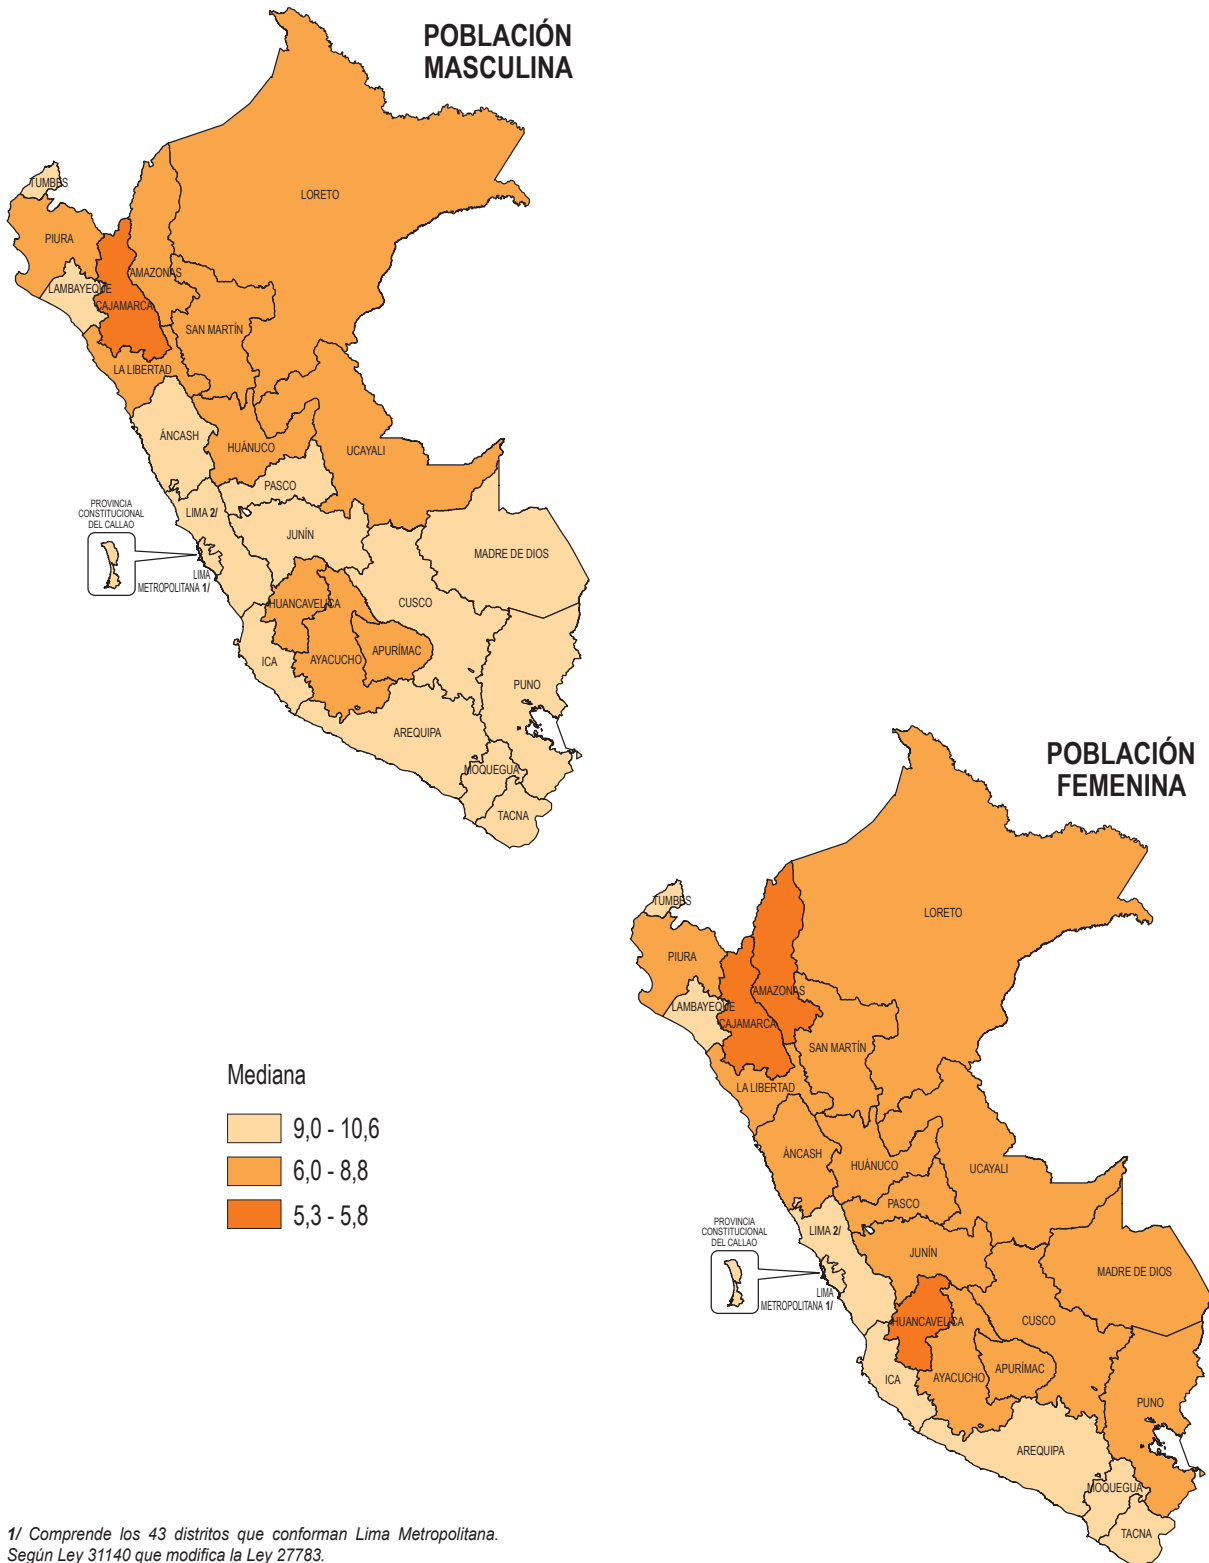 POBLACIÓN
MASCULINA
LORETO
TUMBES
PIURA
AMAZONAS
LAMBAYEQUE
CAJAMARCA
SAN MARTÍN
LA LIBERTAD
ÁNCASH
HUÁNUCO
UCAYALI
PASCO
PROVINCIA
CONSTITUCIONAL
DEL CALLAO
LIMA 2/
JUNÍN
MADRE DE DIOS
LIMA
METROPOLITANA 1/
HUANCAVELICA
CUSCO
ICA
AYACUCHO
APURÍMAC
PUNO
AREQUIPA
MOQUEGUA
TACNA
POBLACIÓN
FEMENINA
LORETO
TUMBES
PIURA
AMAZONAS
LAMBAYEQUE
CAJAMARCA
SAN MARTÍN
LA LIBERTAD
ÁNCASH
HUÁNUCO
UCAYALI
PASCO
PROVINCIA
CONSTITUCIONAL
DEL CALLAO
LIMA 2/
JUNÍN
MADRE DE DIOS
LIMA
METROPOLITANA 1/
HUANCAVELICA
CUSCO
ICA
AYACUCHO
APURÍMAC
PUNO
AREQUIPA
MOQUEGUA
TACNA
Mediana
9,0 - 10,6
6,0 - 8,8
5,3 - 5,8
1/ Comprende los 43 distritos que conforman Lima Metropolitana.
Según Ley 31140 que modifica la Ley 27783.